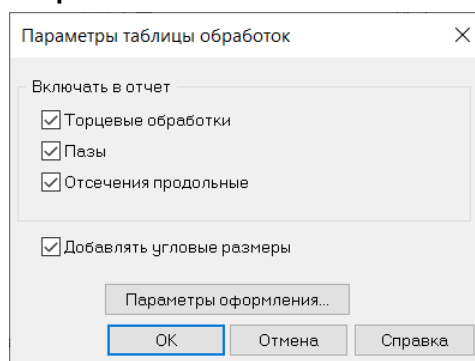 Параметры таблицы обработок
Включать в отчет
Торцевые обработки
Пазы
Отсечения продольные
Добавлять угловые размеры
Параметры оформления...
OK
Отмена
Справка